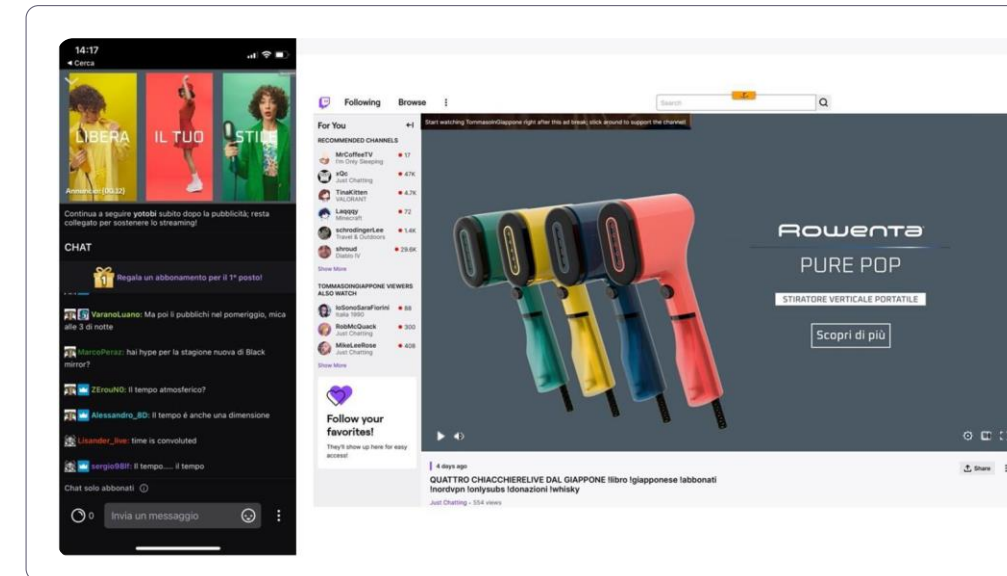 14:17
◀ Cerca
LIBERA
IL TUO
STILE
Annuncio: (00:12)
Continua a seguire yotobi subito dopo la pubblicità; resta
collegato per sostenere lo streaming!
CHAT
Regala un abbonamento per il 1° posto!
VaranoLuano: Ma poi li pubblichi nel pomeriggio, mica
alle 3 di notte
MarcoPeraz: hai hype per la stagione nuova di Black
mirror?
ZErouN0: Il tempo atmosferico?
Alessandro_8D: Il tempo é anche una dimensione
Lisander_live: time is convoluted
sergio98lf: Il tempo..... il tempo
Chat solo abbonati
0
Invia un messaggio
Following
Browse
Search
For You
RECOMMENDED CHANNELS
MrCoffeeTV
17
I'm Only Sleeping
xQc
47K
Just Chatting
TinaKitten
4.7K
VALORANT
Laqqqy
72
Minecraft
schrodingerLee
1.4K
Travel & Outdoors
shroud
29.6K
Diablo IV
Show More
TOMMASOINGIAPPONE VIEWERS
ALSO WATCH
IoSonoSaraFiorini
88
Italia 1990
RobMcQuack
300
Just Chatting
MikeLeeRose
408
Just Chatting
Show More
Follow your
favorites!
They'll show up here for easy
access!
Start watching TommasoInGiappone right after this ad break; stick around to support the channel!
Rowenta
PURE POP
STIRATORE VERTICALE PORTATILE
Scopri di più
4 days ago
QUATTRO CHIACCHIERELIVE DAL GIAPPONE !libro !giapponese !abbonati
!nordvpn !onlysubs !donazioni !whisky
Just Chatting • 554 views
Share